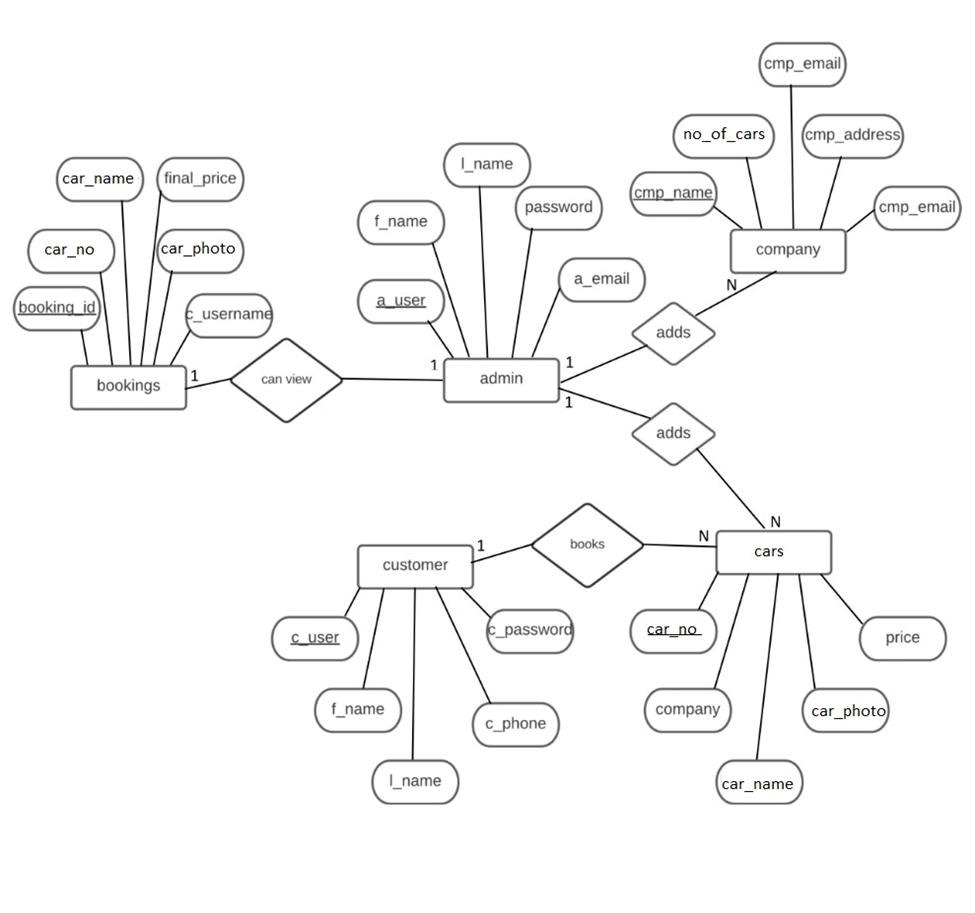 cmp_email
no_of_cars
cmp_address
cmp_name
cmp_email
company
N
adds
l_name
f_name
password
a_user
a_email
admin
1
1
1
car_name
final_price
car_no
car_photo
booking_id
c_username
bookings
1
can view
adds
N
customer
1
books
N
cars
c_user
c_password
f_name
c_phone
l_name
car_no
price
company
car_photo
car_name